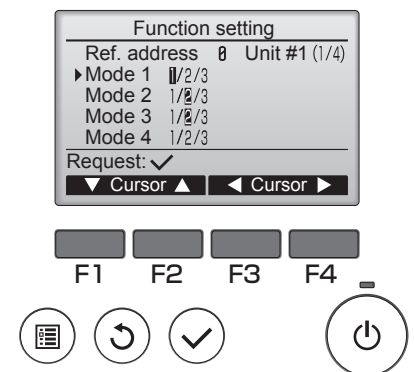 Function setting
Ref. address 0 Unit #1 (1/4)
Mode 1 1/2/3
Mode 2 1/2/3
Mode 3 1/2/3
Mode 4 1/2/3
Request: ✓
▼ Cursor ▲ ◀ Cursor ▶
F1 F2 F3 F4